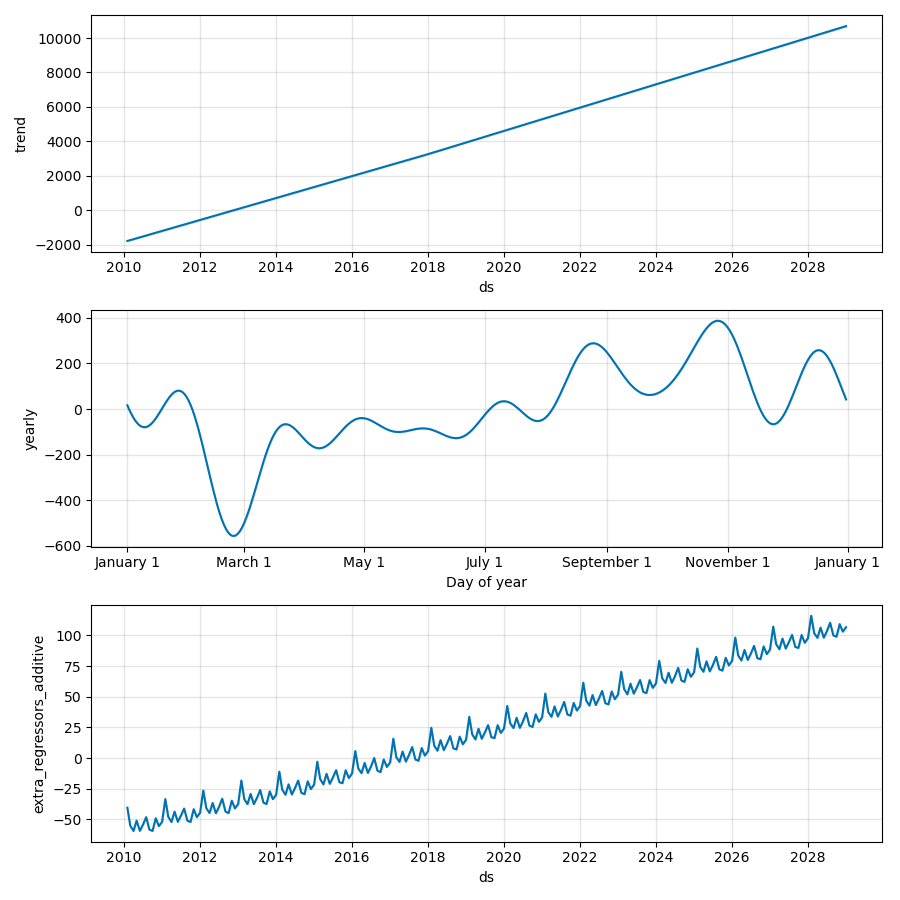 10000
8000
6000
4000
2000
0
−2000
trend
2010 2012 2014 2016 2018 2020 2022 2024 2026 2028
ds
400
200
0
−200
−400
−600
yearly
January 1 March 1 May 1 July 1 September 1 November 1 January 1
Day of year
100
75
50
25
0
−25
−50
extra_regressors_additive
2010 2012 2014 2016 2018 2020 2022 2024 2026 2028
ds